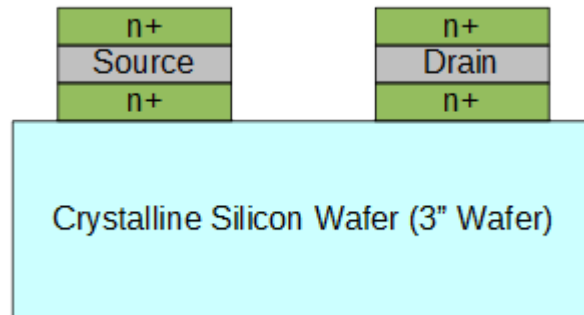 n+
n+
Source
Drain
n+
n+
Crystalline Silicon Wafer (3” Wafer)